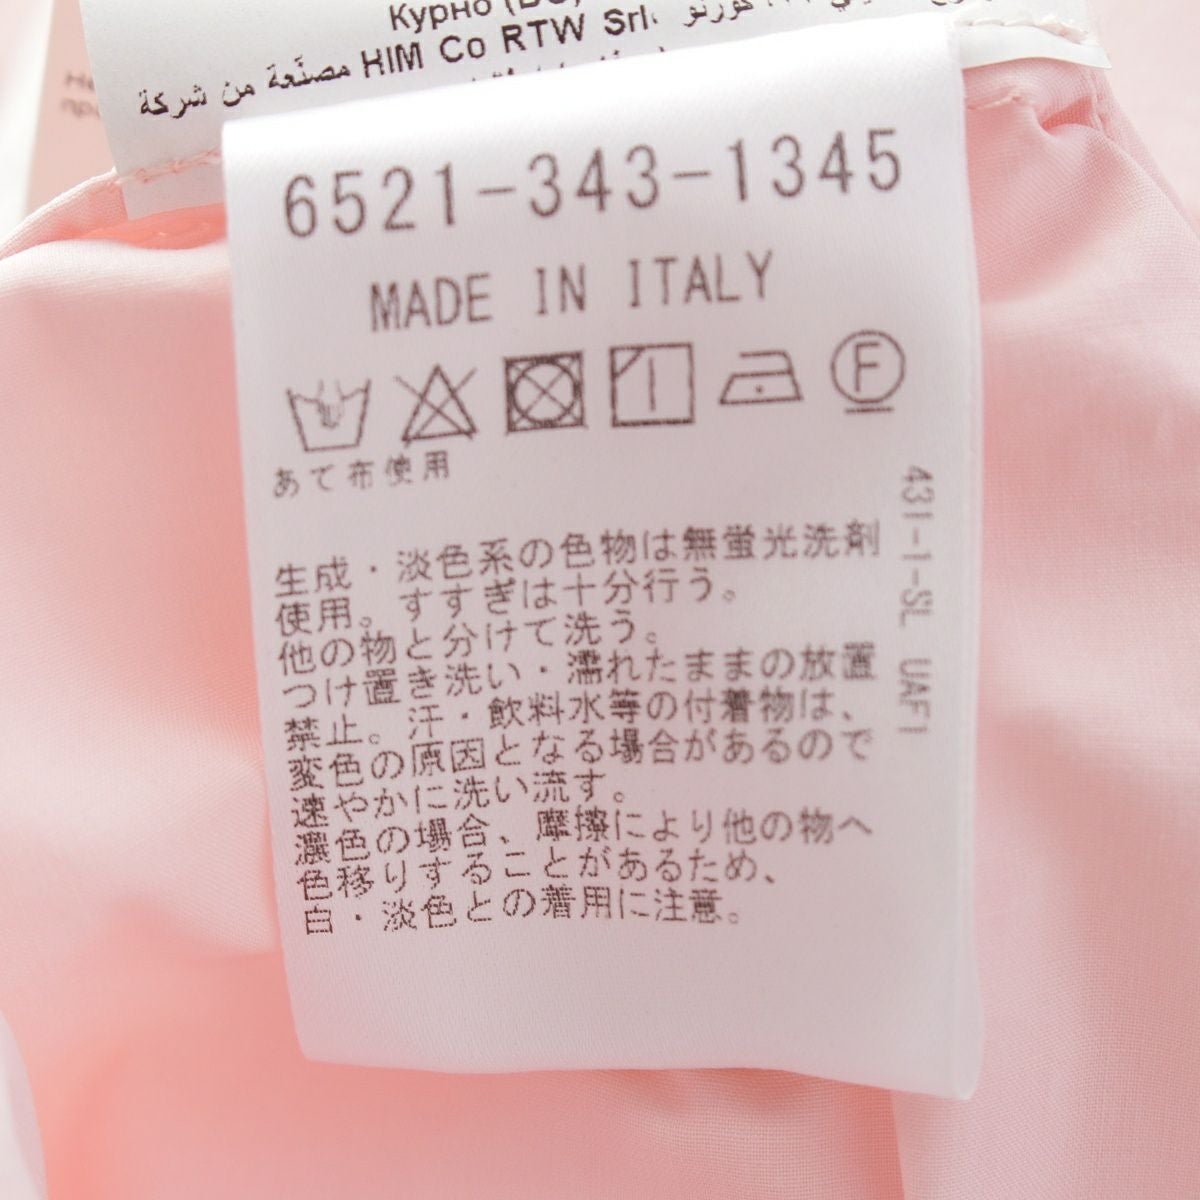 Курно
HIM Co RTW Srl، مصنّعة من شركة
6521-343-1345
MADE IN ITALY
F
あて布使用
生成・淡色系の色物は無蛍光洗剤
使用。すすぎは十分行う。
他の物と分けて洗う。
つけ置き洗い・濡れたままの放置
禁止。汗・飲料水等の付着物は、
変色の原因となる場合があるので
速やかに洗い流す。
濃色の場合、摩擦により他の物へ
色移りすることがあるため、
白・淡色との着用に注意。
431-1-SL UAF1